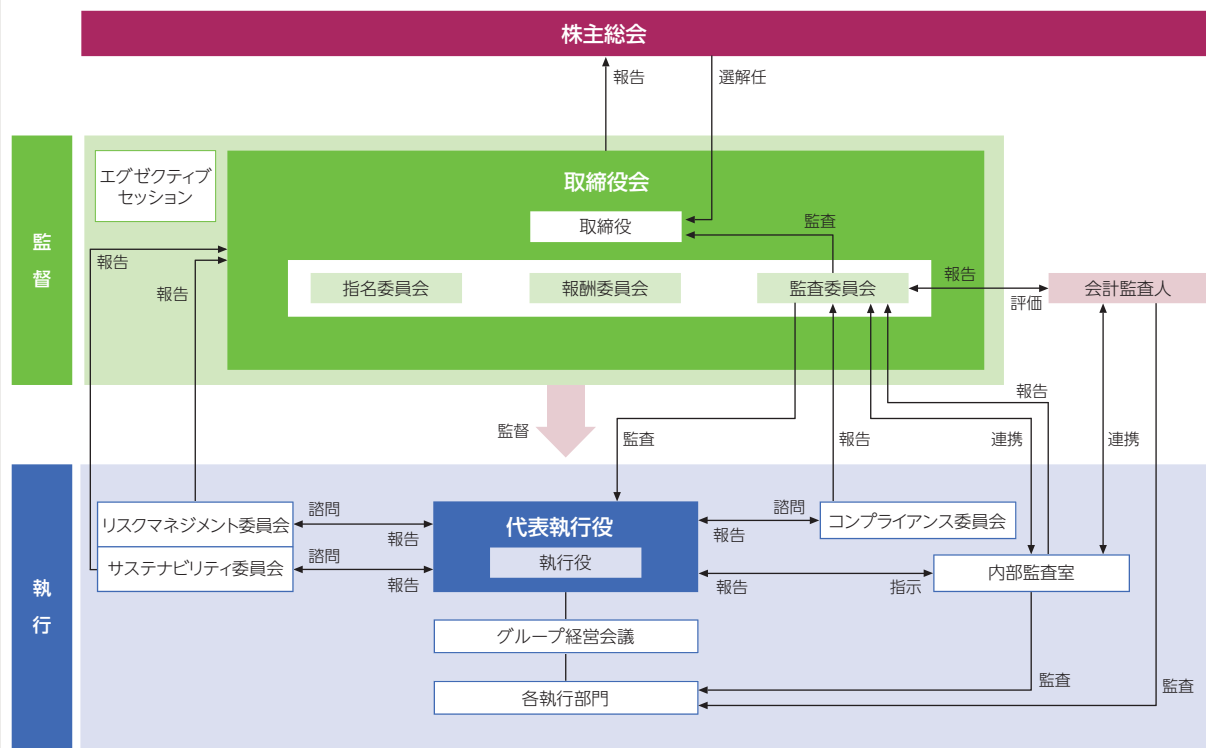 株主総会
報告
選解任
監督
エグゼクティブ
セッション
取締役会
取締役
監査
報告
報告
指名委員会
報酬委員会
監査委員会
報告
評価
会計監査人
監督
監査
報告
連携
報告
連携
執行
リスクマネジメント委員会
諮問
報告
サステナビリティ委員会
諮問
報告
代表執行役
執行役
諮問
報告
コンプライアンス委員会
報告
指示
内部監査室
グループ経営会議
各執行部門
監査
監査